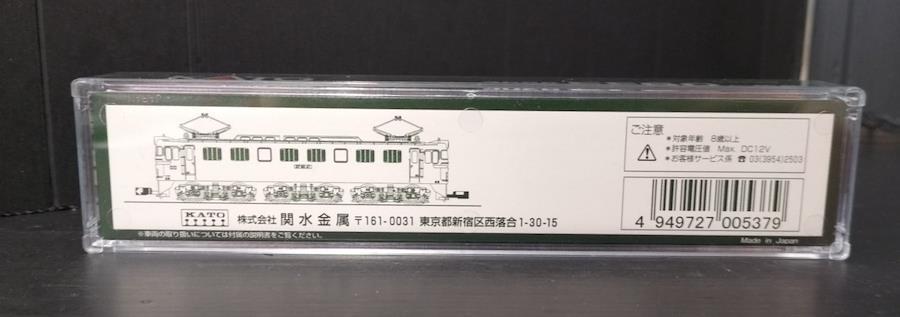 ご注意
●対象年齢 8歳以上
●許容電圧値 Max. DC12V
●お客様サービス係 ☎ 03(3954)2503
KATO
株式会社 関水金属 〒161-0031 東京都新宿区西落合1-30-15
※車両の取り扱いについては付属の説明書をご覧ください。
4 949727 005379
Made in Japan